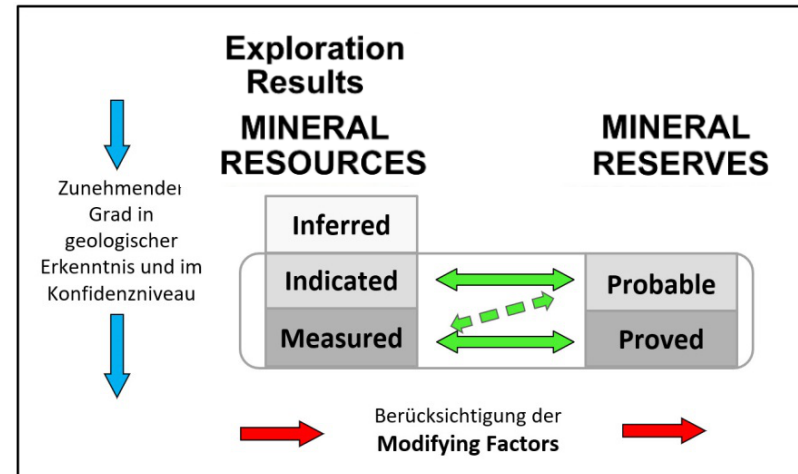 Exploration
Results
MINERAL
RESOURCES
MINERAL
RESERVES
Zunehmender
Grad in
geologischer
Erkenntnis und im
Konfidenzniveau
Inferred
Indicated
Measured
Probable
Proved
Berücksichtigung der
Modifying Factors